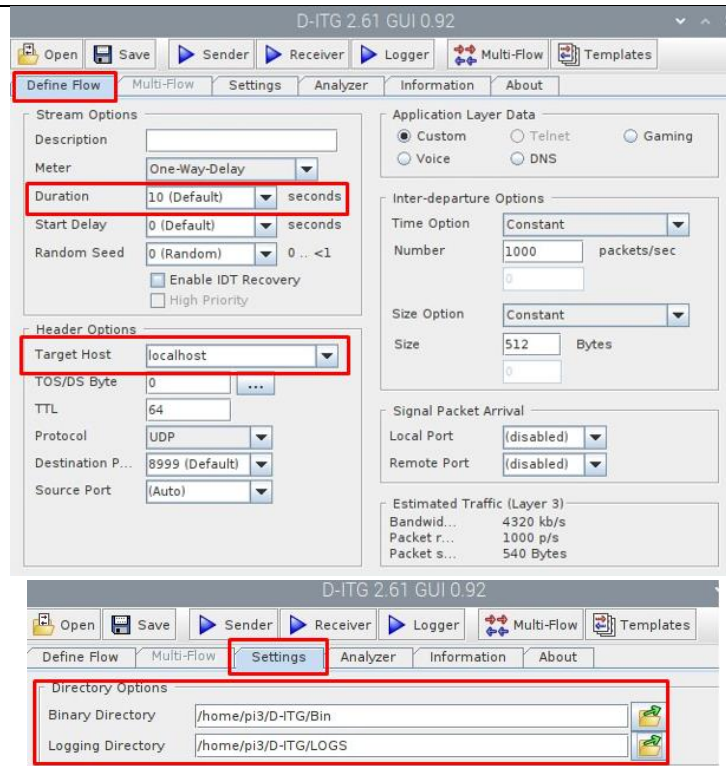 D-ITG 2.61 GUI 0.92
Open Save Sender Receiver Logger Multi-Flow Templates
Define Flow Multi-Flow Settings Analyzer Information About
Stream Options
Description
Meter One-Way-Delay
Duration 10 (Default) seconds
Start Delay 0 (Default) seconds
Random Seed 0 (Random) 0 .. <1
Enable IDT Recovery
High Priority
Header Options
Target Host localhost
TOS/DS Byte 0 ...
TTL 64
Protocol UDP
Destination P... 8999 (Default)
Source Port (Auto)
Application Layer Data
Custom Telnet Gaming
Voice DNS
Inter-departure Options
Time Option Constant
Number 1000 packets/sec
0
Size Option Constant
Size 512 Bytes
0
Signal Packet Arrival
Local Port (disabled)
Remote Port (disabled)
Estimated Traffic (Layer 3)
Bandwid... 4320 kb/s
Packet r... 1000 p/s
Packet s... 540 Bytes
D-ITG 2.61 GUI 0.92
Open Save Sender Receiver Logger Multi-Flow Templates
Define Flow Multi-Flow Settings Analyzer Information About
Directory Options
Binary Directory /home/pi3/D-ITG/Bin
Logging Directory /home/pi3/D-ITG/LOGS